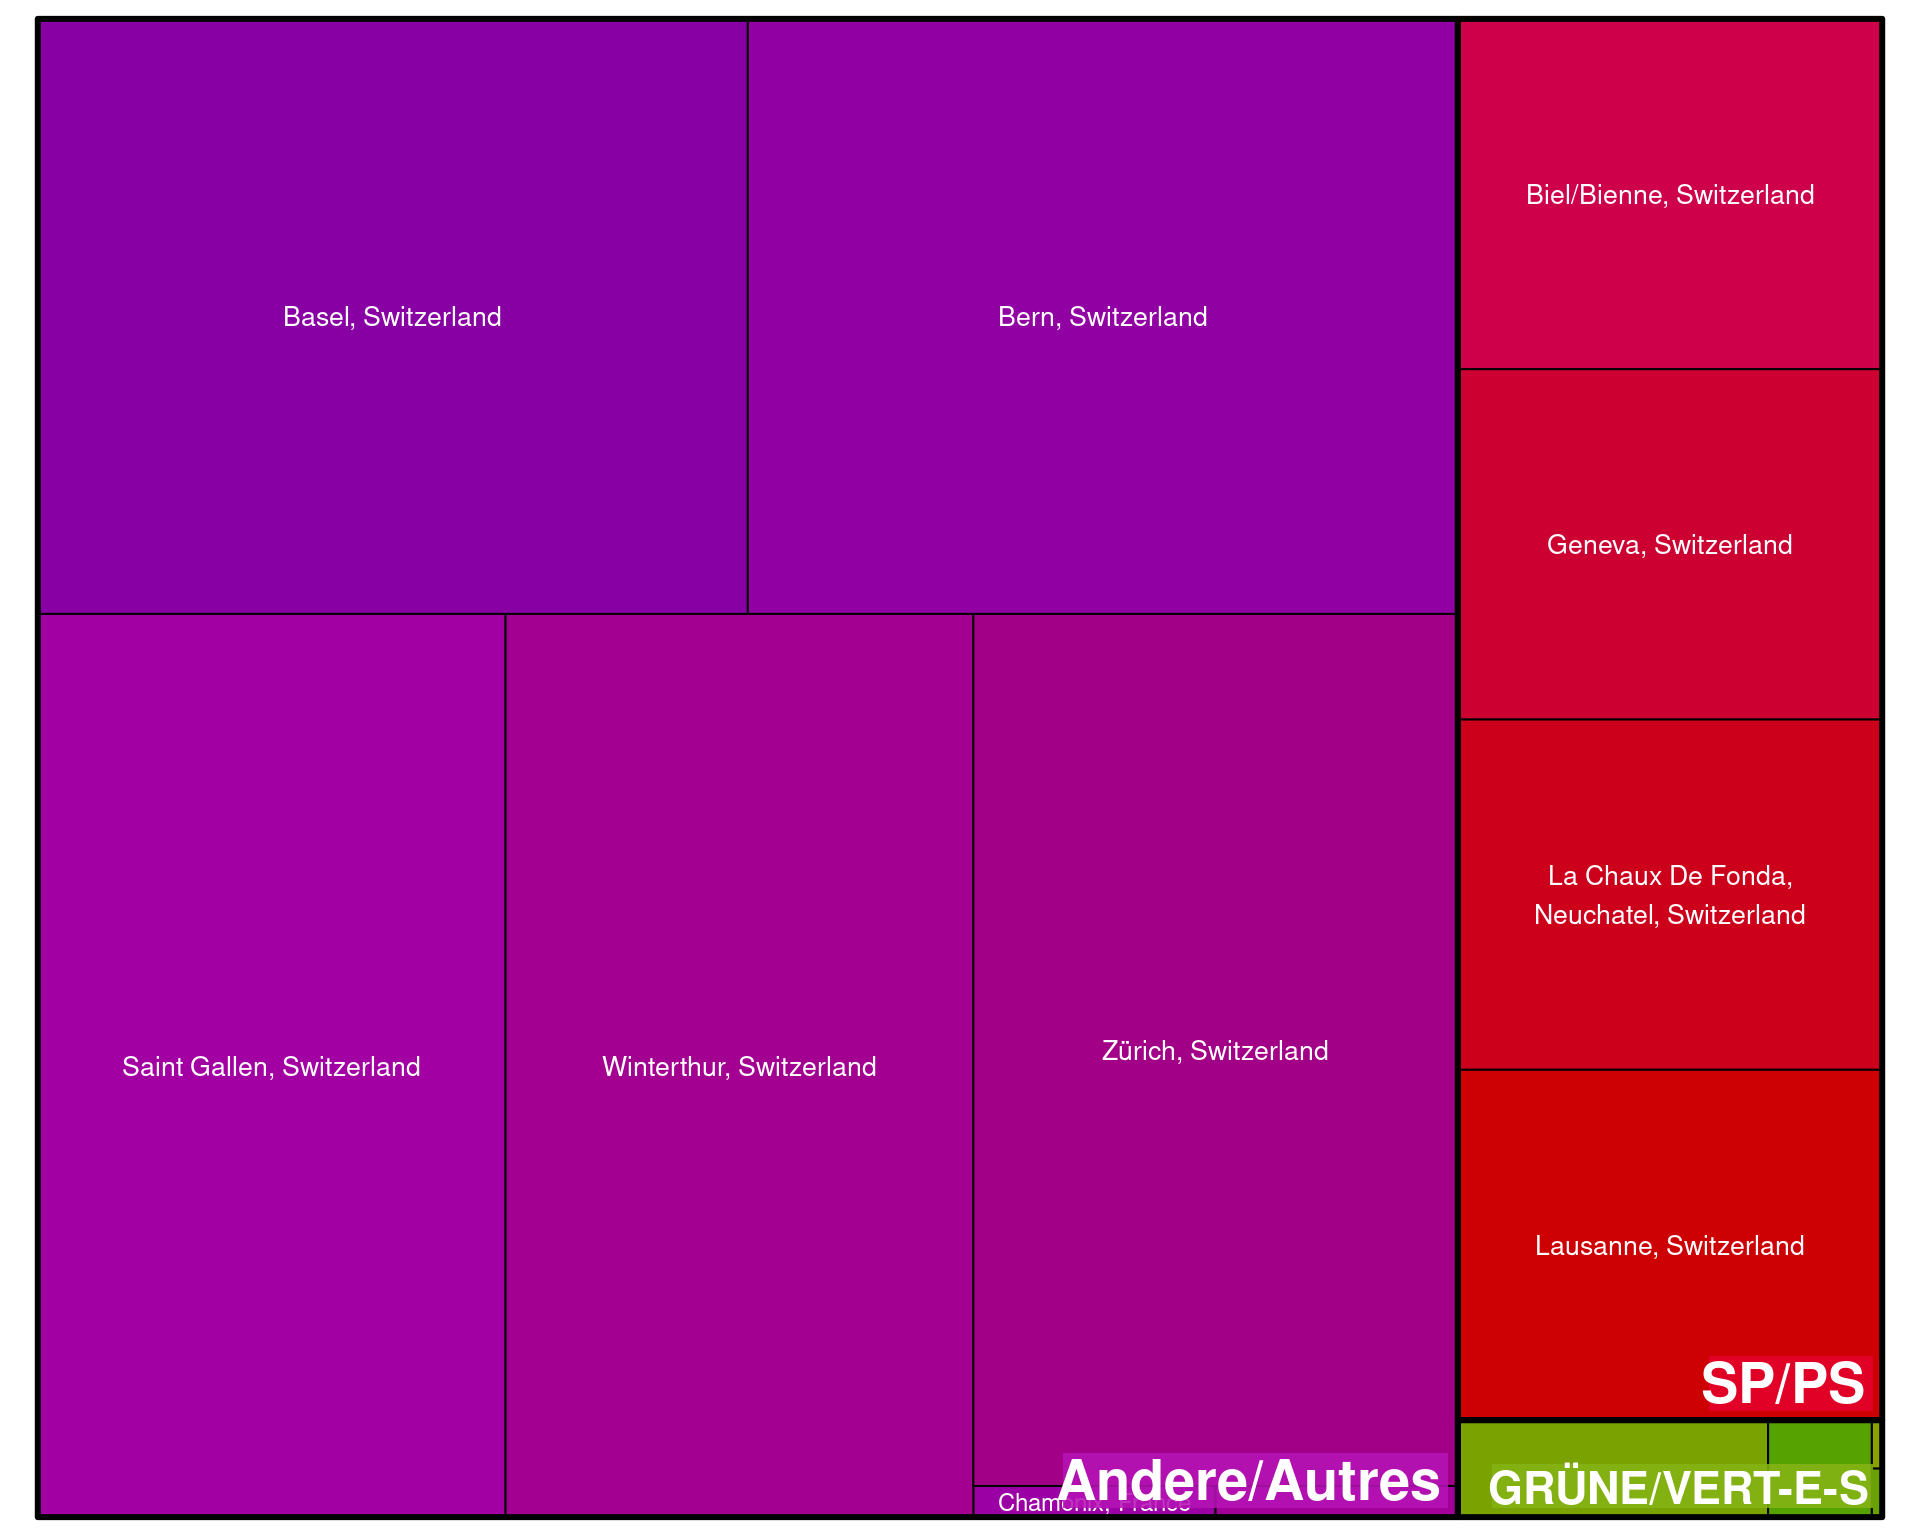 Basel, Switzerland
Bern, Switzerland
Biel/Bienne, Switzerland
Geneva, Switzerland
La Chaux De Fonda,
Neuchatel, Switzerland
Saint Gallen, Switzerland
Winterthur, Switzerland
Zürich, Switzerland
Lausanne, Switzerland
SP/PS
Andere/Autres
Chamonix, France
GRÜNE/VERT-E-S